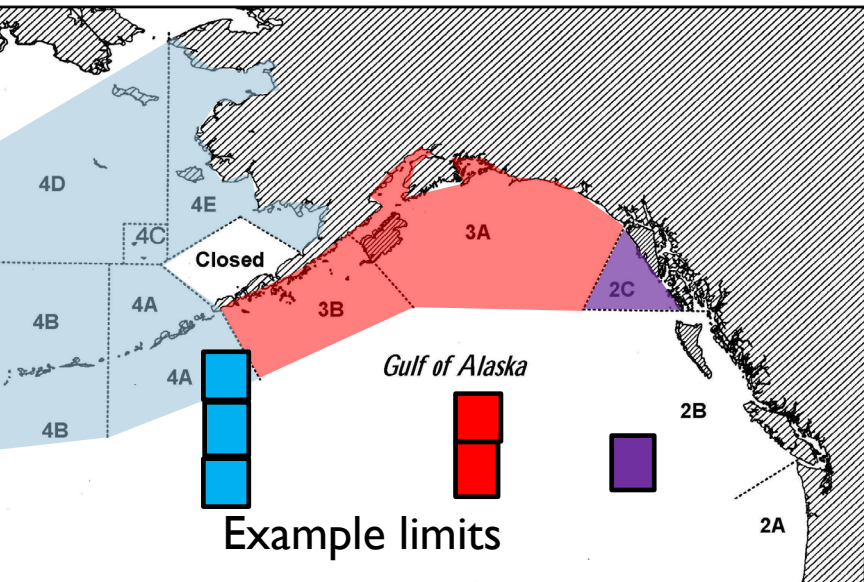 4D
4E
4C
Closed
3A
4B
4A
3B
2C
4A
Gulf of Alaska
2B
4B
Example limits
2A